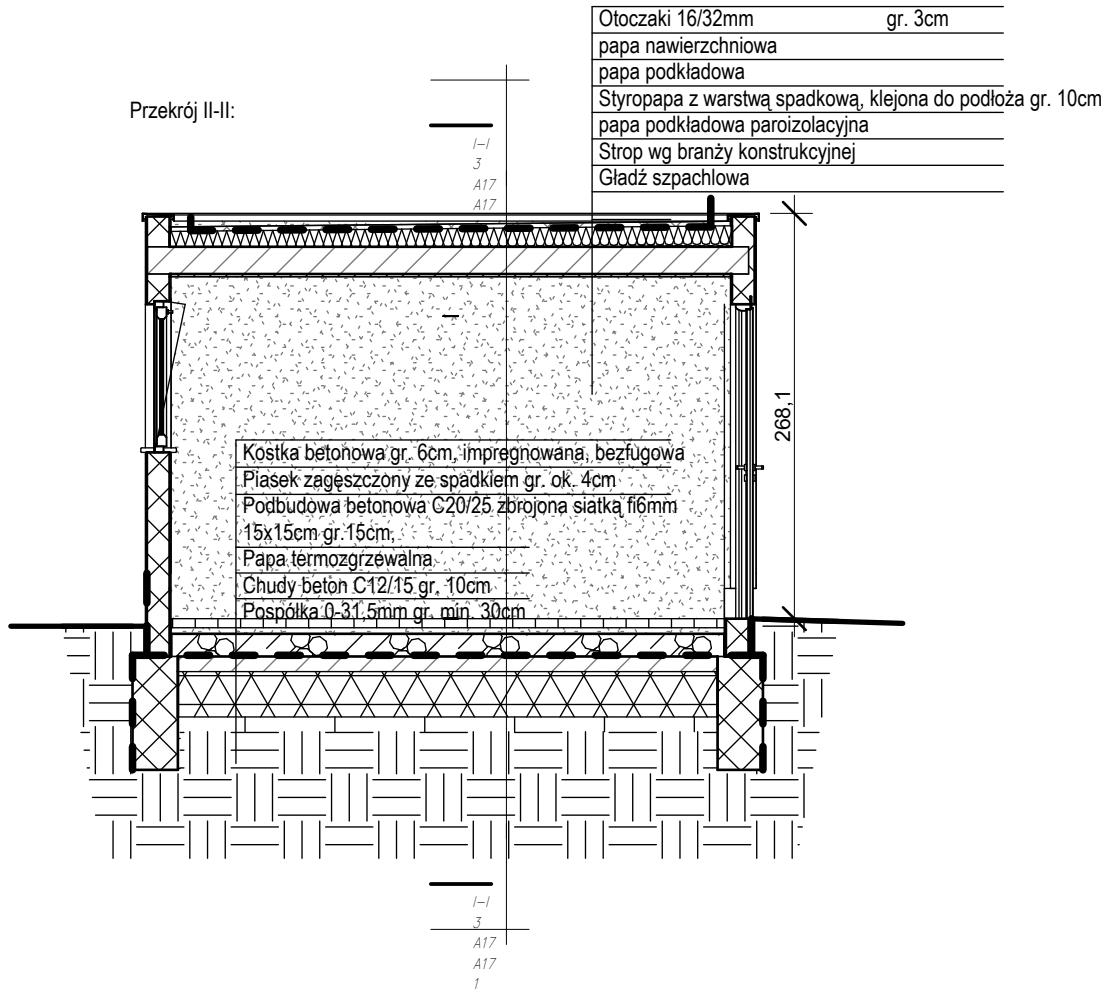 Otoczaki 16/32mm gr. 3cm
papa nawierzchniowa
papa podkładowa
Styropapa z warstwą spadkową, klejona do podłoża gr. 10cm
papa podkładowa paroizolacyjna
Strop wg branży konstrukcyjnej
Gładź szpachlowa
Przekrój II-II:
I-I
3
A17
A17
268,1
Kostka betonowa gr. 6cm, impregnowana, bezfugowa
Piasek zagęszczony ze spadkiem gr. ok. 4cm
Podbudowa betonowa C20/25 zbrojona siatką fi6mm
15x15cm gr.15cm,
Papa termozgrzewalna
Chudy beton C12/15 gr. 10cm
Pospółka 0-31,5mm gr. min. 30cm
I-I
3
A17
A17
1